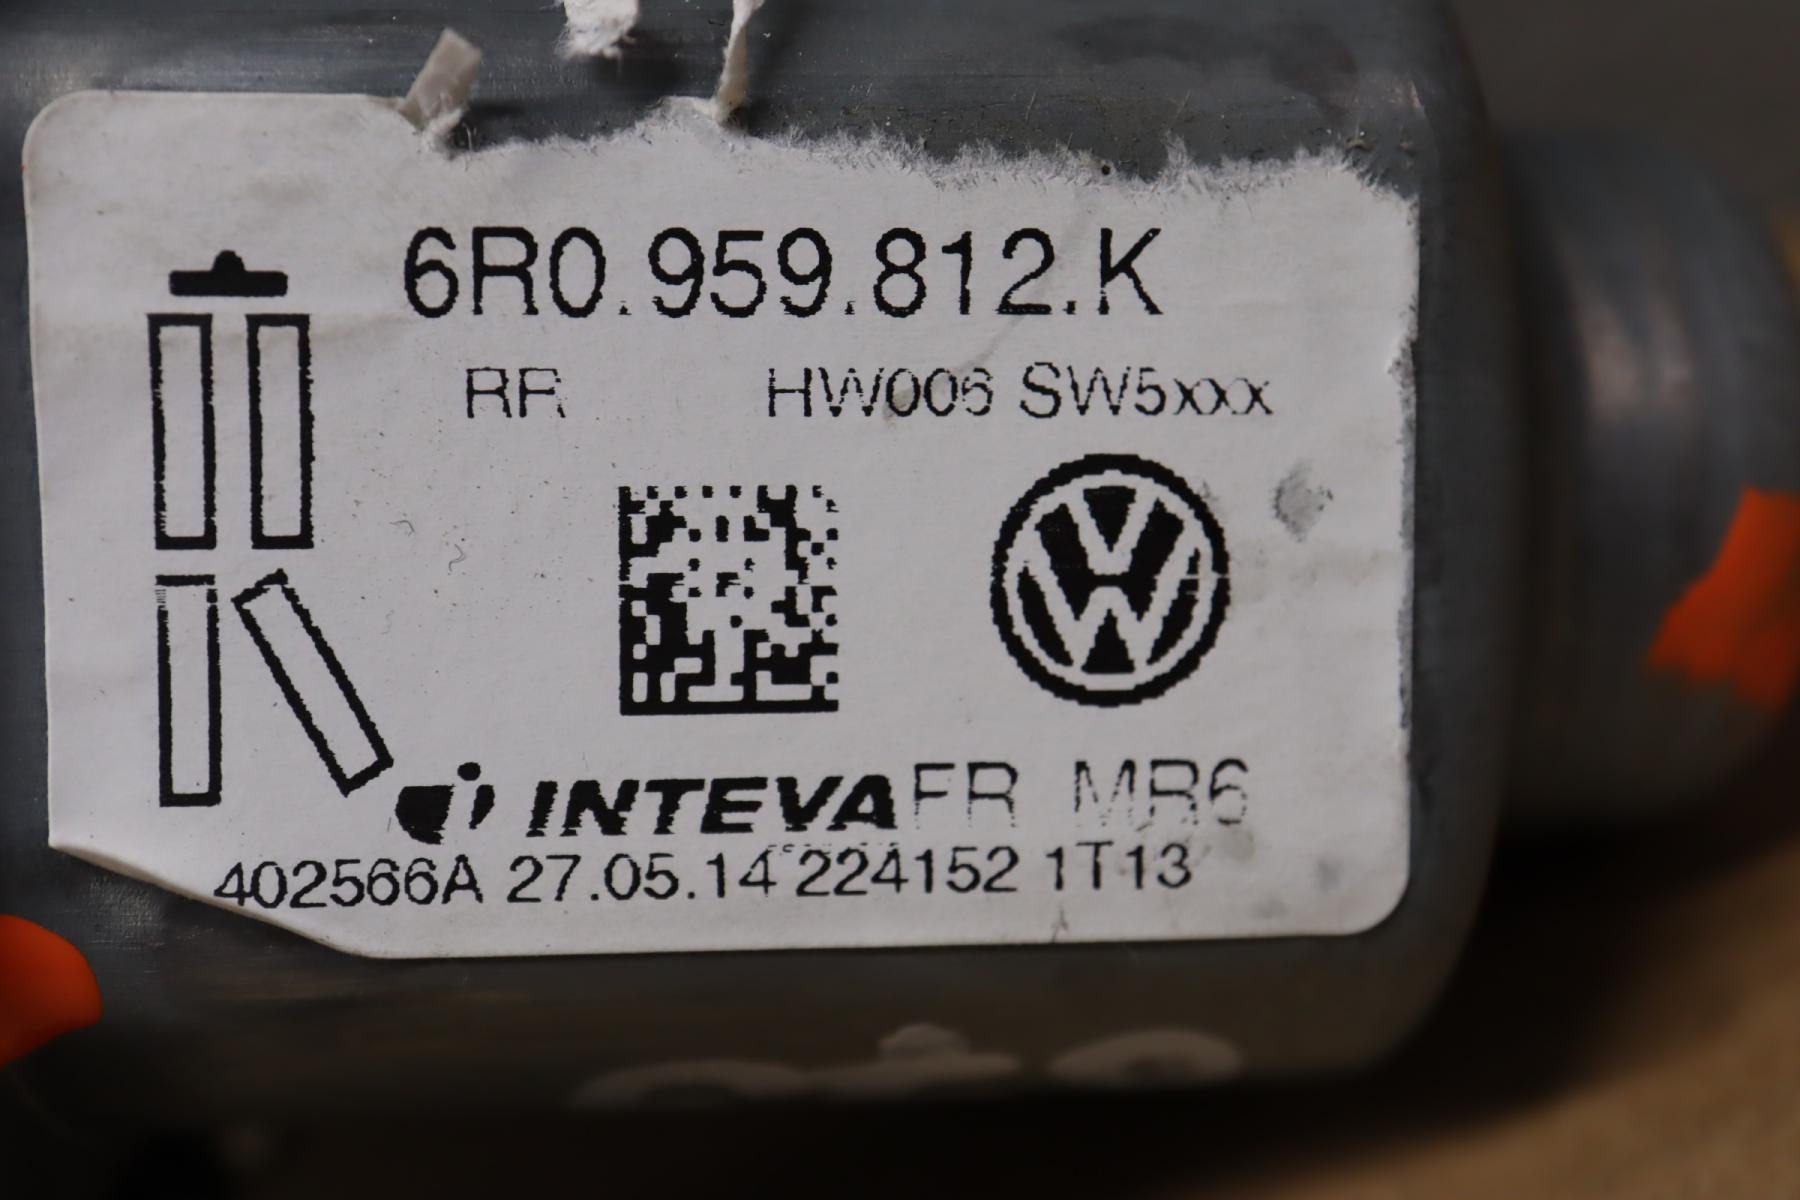 6R0.959.812.K
RR HW006 SW5xxx
INTEVA FR MR6
402566A 27.05.14 224152 1T13